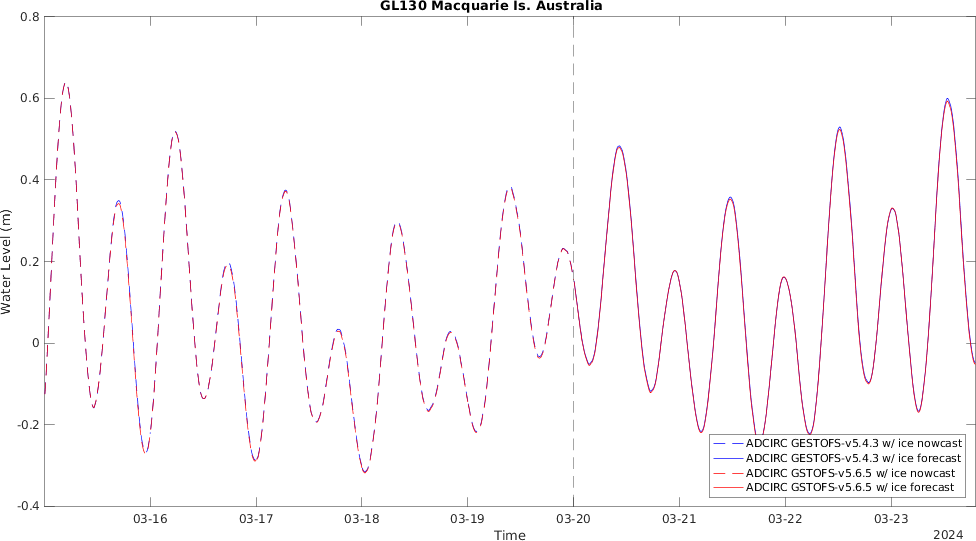 GL130 Macquarie Is. Australia
Water Level (m)
0.8
0.6
0.4
0.2
0
-0.2
-0.4
ADCIRC GESTOFS-v5.4.3 w/ ice nowcast
ADCIRC GESTOFS-v5.4.3 w/ ice forecast
ADCIRC GSTOFS-v5.6.5 w/ ice nowcast
ADCIRC GSTOFS-v5.6.5 w/ ice forecast
03-16 03-17 03-18 03-19 03-20 03-21 03-22 03-23
Time
2024